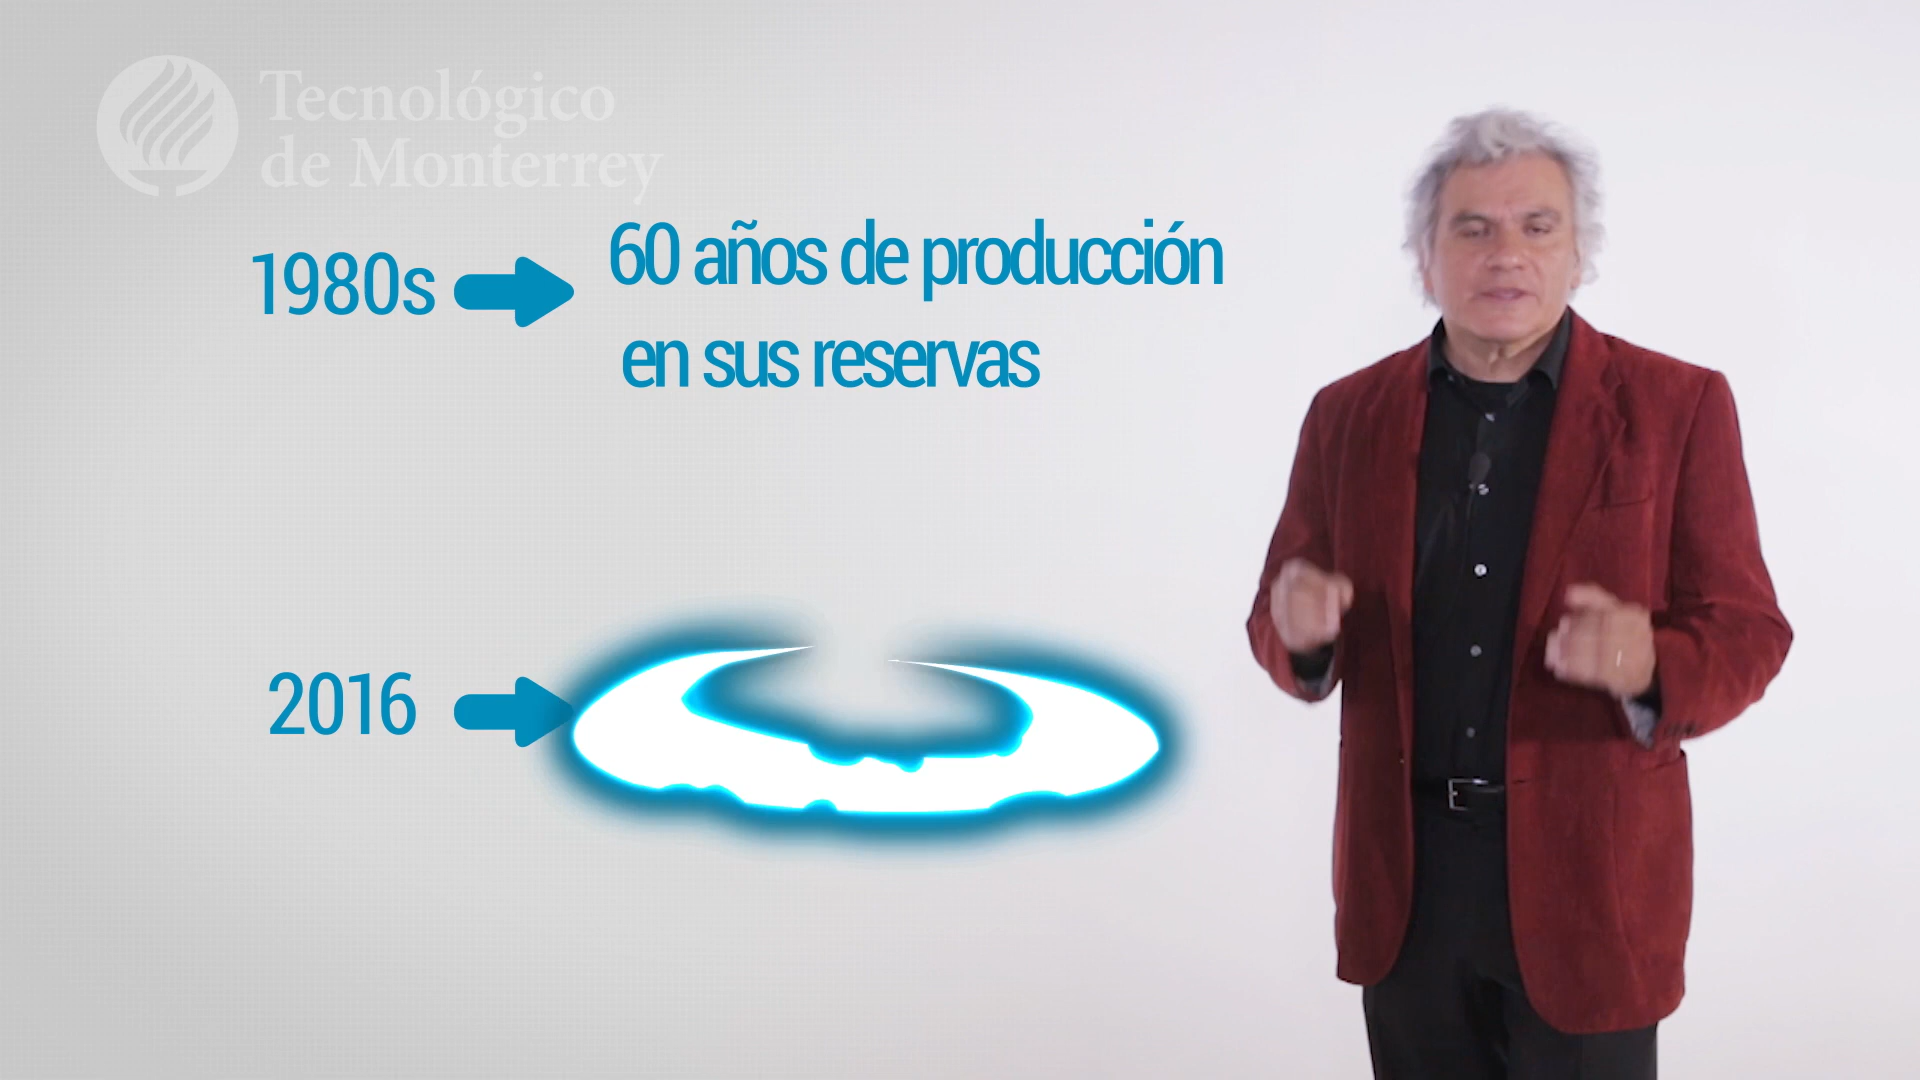 Tecnológico
de Monterrey
1980s
60 años de producción
en sus reservas
2016